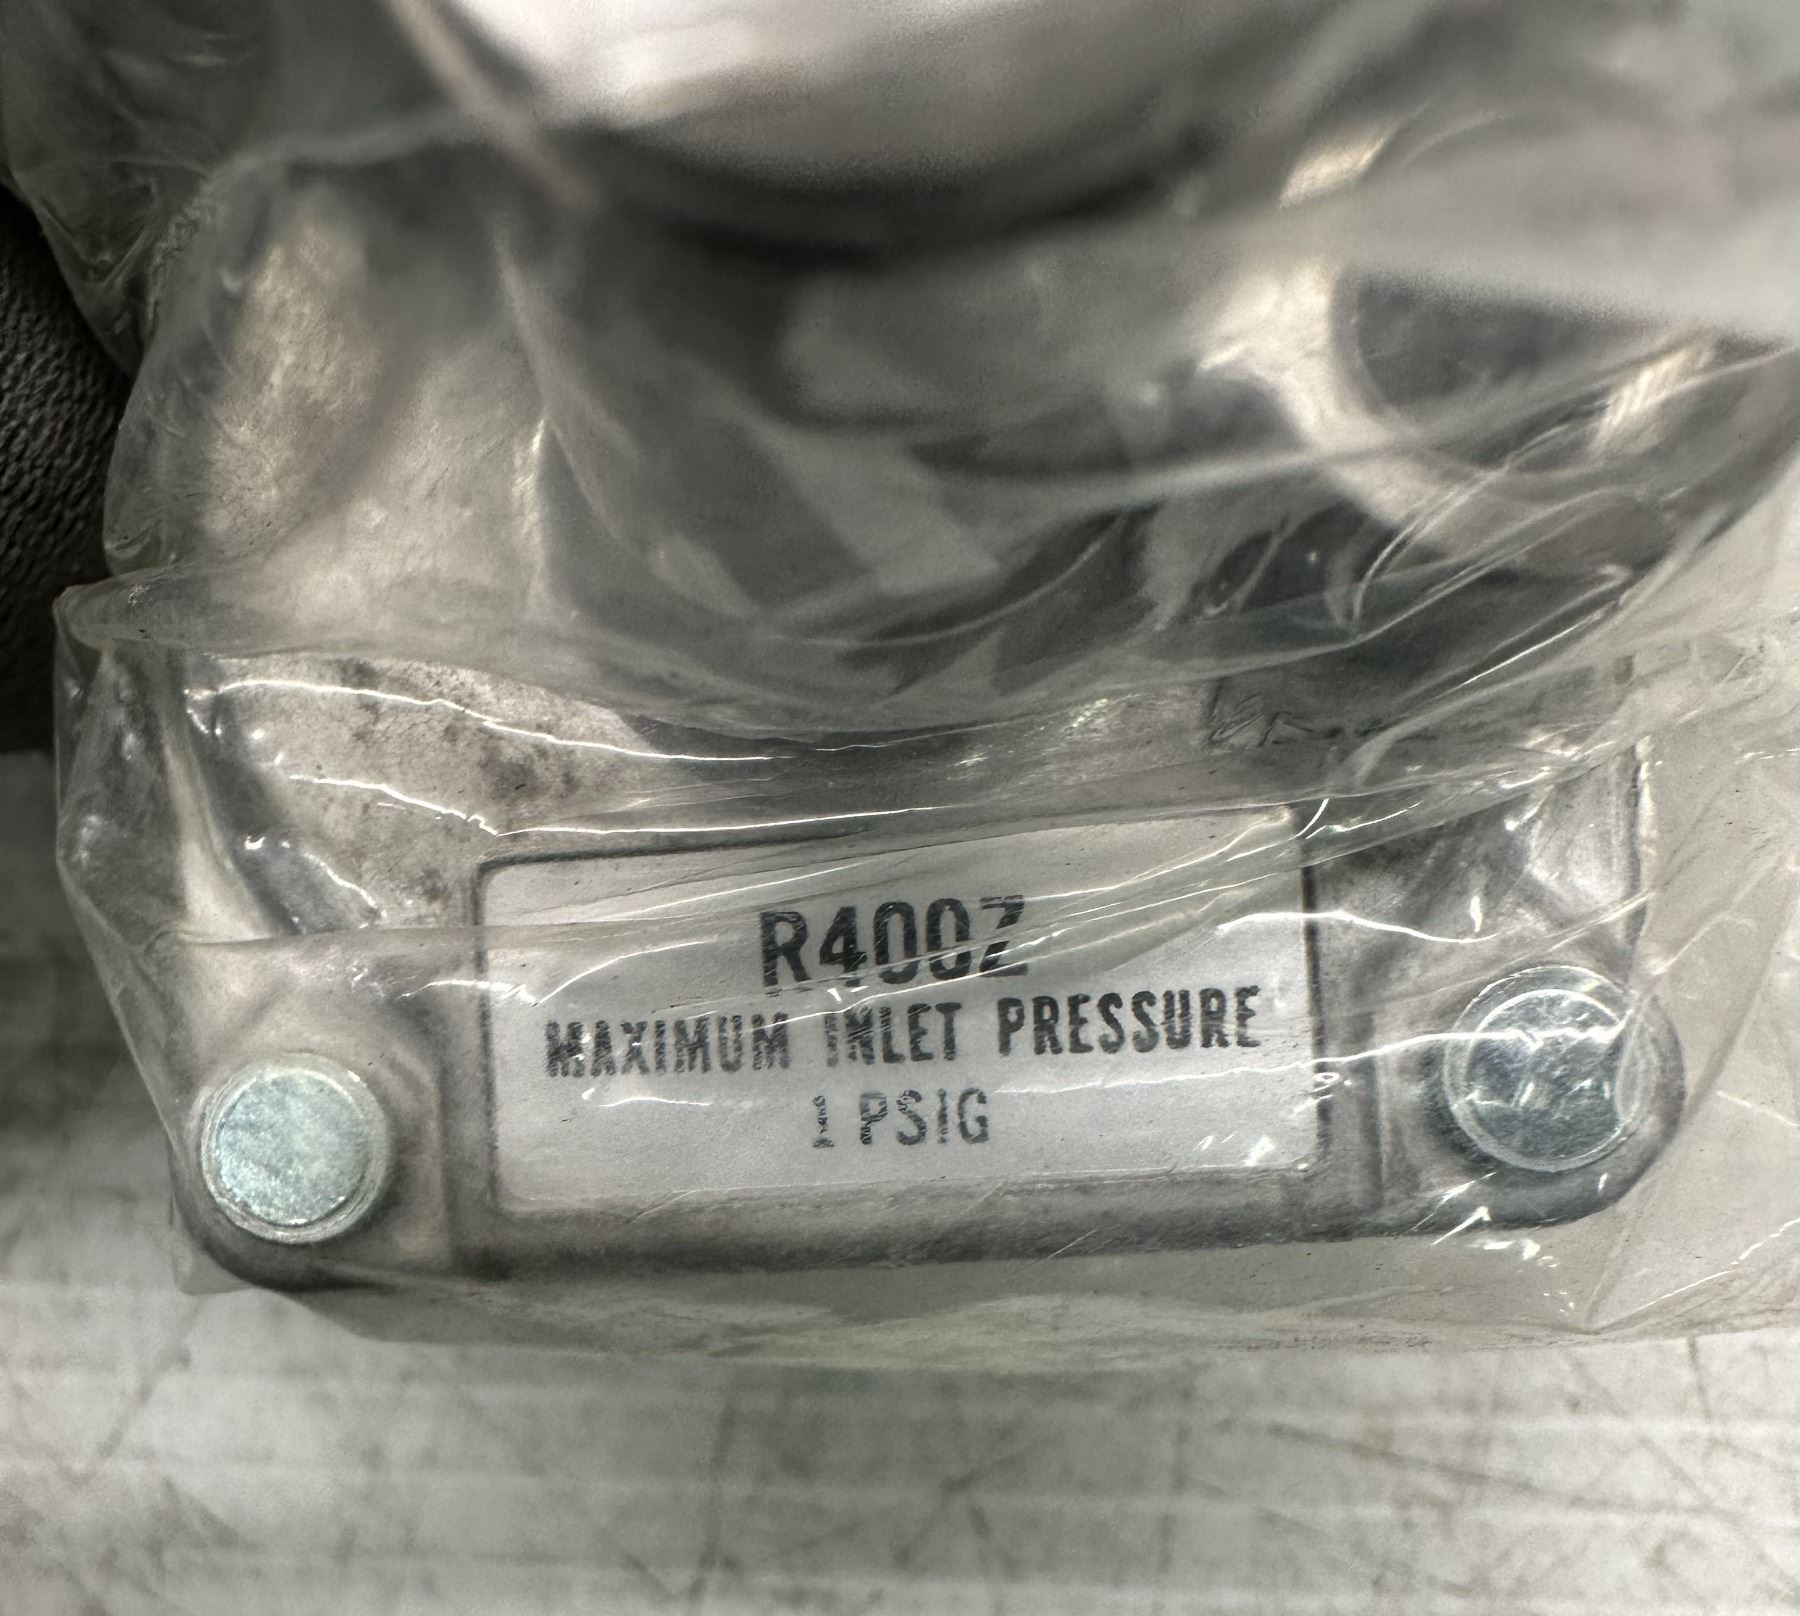 R400Z
MAXIMUM INLET PRESSURE
1 PSIG